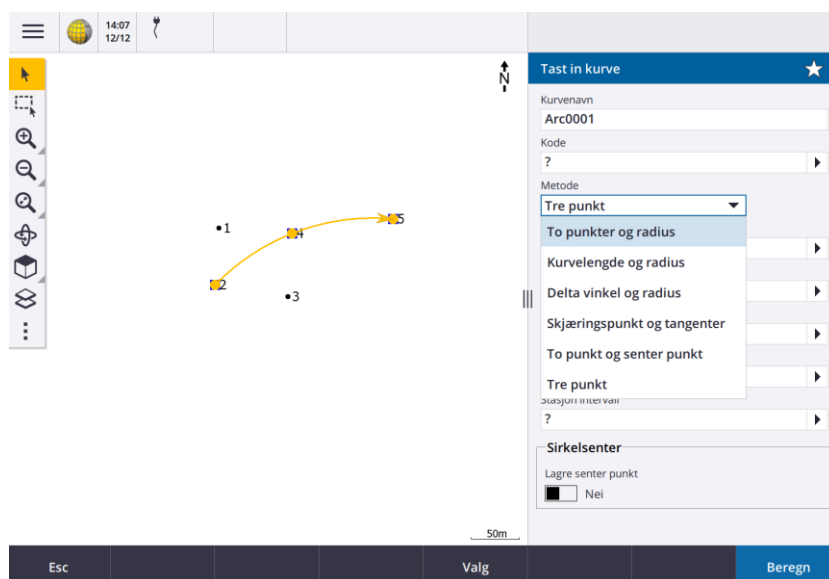 14:07
12/12
N
1
4
5
2
3
50m
Tast in kurve
Kurvenavn
Arc0001
Kode
?
Metode
Tre punkt
To punkter og radius
Kurvelengde og radius
Delta vinkel og radius
Skjæringspunkt og tangenter
To punkt og senter punkt
Tre punkt
Stasjon intervall
?
Sirkelsenter
Lagre senter punkt
Nei
Esc
Valg
Beregn